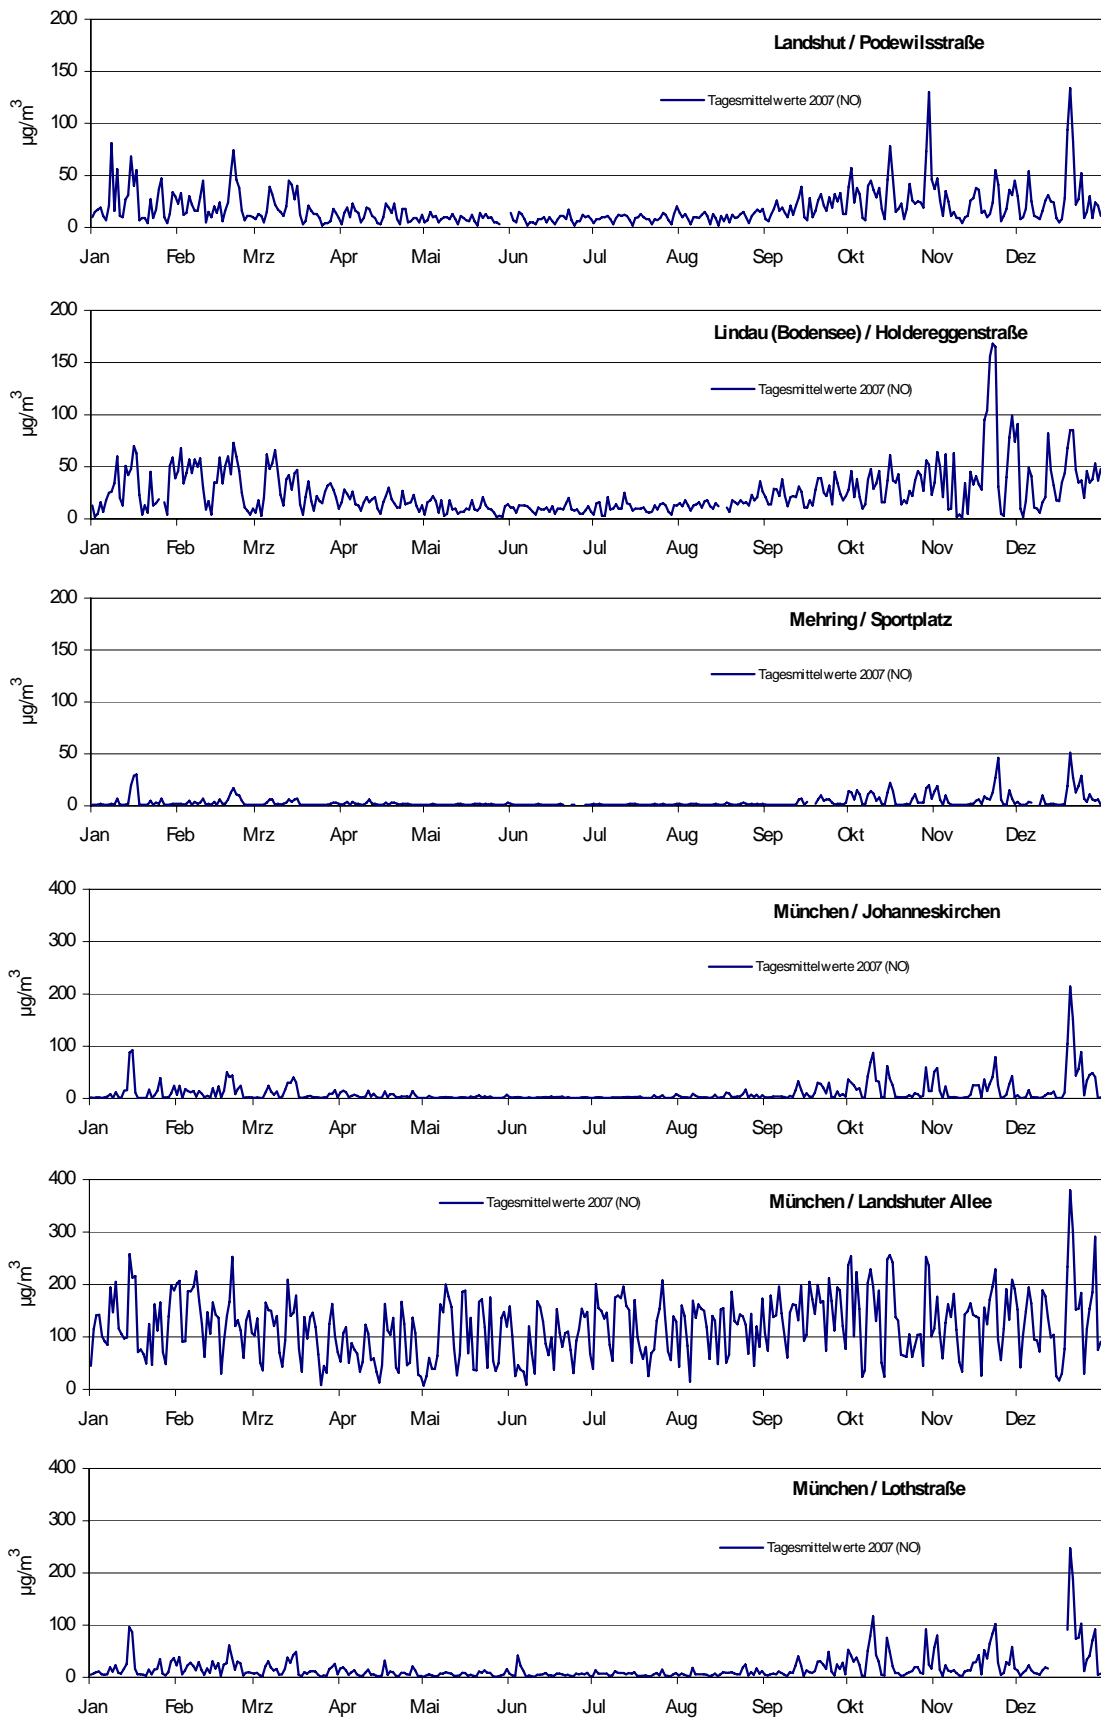 200
Landshut / Podewilsstraße
150
Tagesmittelwerte 2007 (NO)
µg/m³
100
50
0
Jan Feb Mrz Apr Mai Jun Jul Aug Sep Okt Nov Dez
200
Lindau (Bodensee) / Holdereggenstraße
150
Tagesmittelwerte 2007 (NO)
µg/m³
100
50
0
Jan Feb Mrz Apr Mai Jun Jul Aug Sep Okt Nov Dez
200
Mehring / Sportplatz
150
Tagesmittelwerte 2007 (NO)
µg/m³
100
50
0
Jan Feb Mrz Apr Mai Jun Jul Aug Sep Okt Nov Dez
400
München / Johanneskirchen
300
Tagesmittelwerte 2007 (NO)
µg/m³
200
100
0
Jan Feb Mrz Apr Mai Jun Jul Aug Sep Okt Nov Dez
400
Tagesmittelwerte 2007 (NO)
München / Landshuter Allee
300
µg/m³
200
100
0
Jan Feb Mrz Apr Mai Jun Jul Aug Sep Okt Nov Dez
400
München / Lothstraße
300
Tagesmittelwerte 2007 (NO)
µg/m³
200
100
0
Jan Feb Mrz Apr Mai Jun Jul Aug Sep Okt Nov Dez